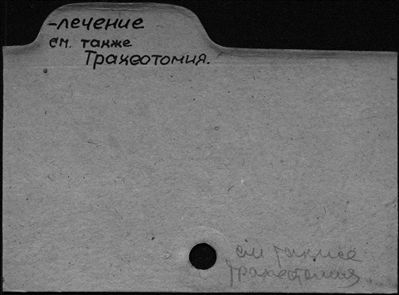 -лечение
см. также
Трахеотомия.
см также
трахеотомия